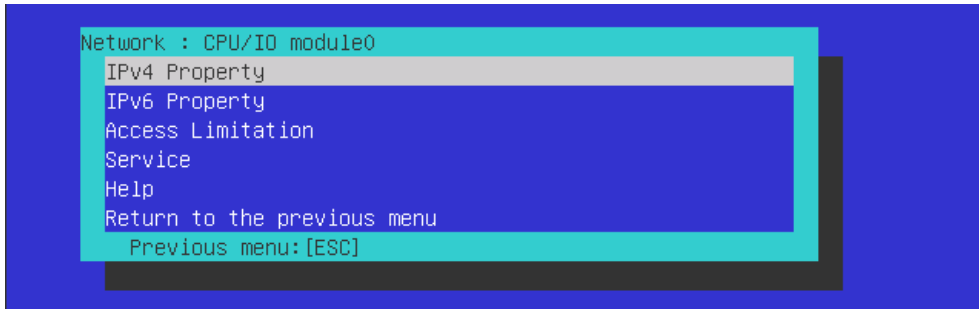 Network : CPU/IO module0
IPv4 Property
IPv6 Property
Access Limitation
Service
Help
Return to the previous menu
Previous menu:[ESC]